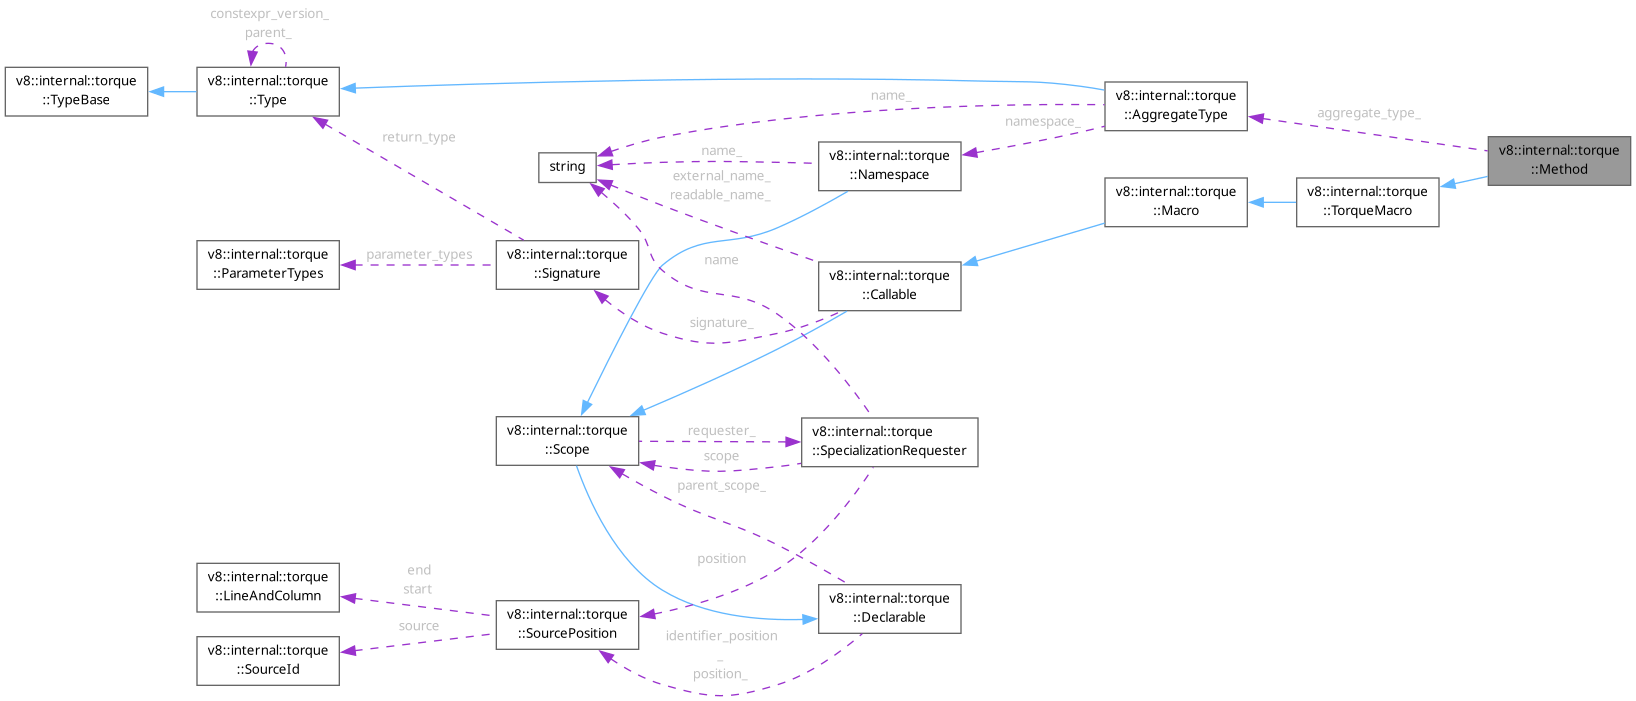 constexpr_version_
parent_
v8::internal::torque
::TypeBase
v8::internal::torque
::Type
name_
v8::internal::torque
::AggregateType
aggregate_type_
namespace_
return_type
string
name_
v8::internal::torque
::Namespace
v8::internal::torque
::Method
external_name_
readable_name_
v8::internal::torque
::Macro
v8::internal::torque
::TorqueMacro
v8::internal::torque
::ParameterTypes
parameter_types
v8::internal::torque
::Signature
name
v8::internal::torque
::Callable
signature_
v8::internal::torque
::Scope
requester_
scope
v8::internal::torque
::SpecializationRequester
parent_scope_
position
v8::internal::torque
::LineAndColumn
end
start
v8::internal::torque
::SourcePosition
v8::internal::torque
::Declarable
source
v8::internal::torque
::SourceId
identifier_position
_
position_